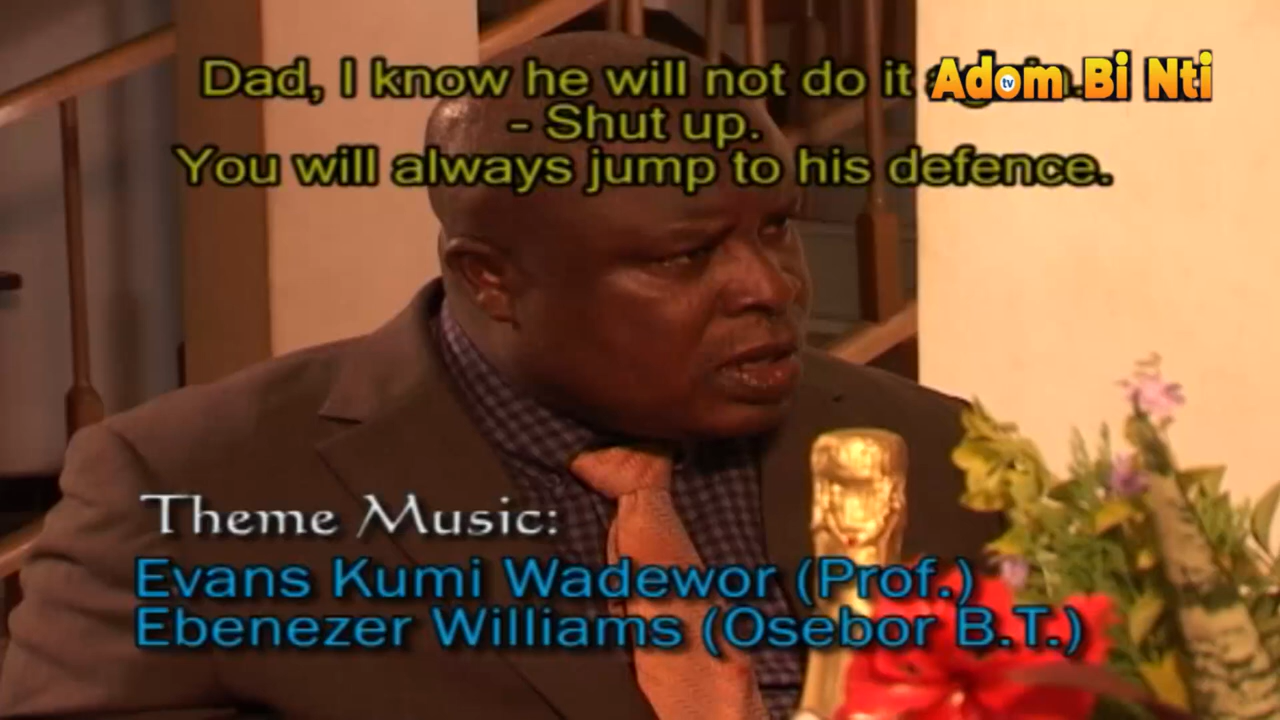 Dad, I know he will not do it
Adom Bi Nti
tv
- Shut up.
You will always jump to his defence.
Theme Music:
Evans Kumi Wadewor (Prof.)
Ebenezer Williams (Osebor B.T.)